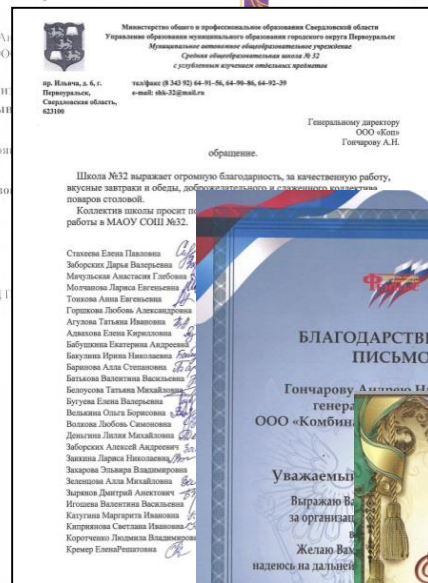 Министерство общего и профессионального образования Свердловской области
Управление образования муниципального образования городского округа Первоуральск
Муниципальное автономное общеобразовательное учреждение
Средняя общеобразовательная школа № 32
с углубленным изучением отдельных предметов
пр. Ильича, д. 6, г.
Первоуральск,
Свердловская область,
623100
тел/факс (8 343 92) 64-91-56, 64-90-86, 64-92-39
e-mail: shk-32@mail.ru
Генеральному директору
ООО «Коп»
Гончарову А.Н.
обращение.
Школа №32 выражает огромную благодарность, за качественную работу,
вкусные завтраки и обеды, доброжелательного и слаженного коллектива
поваров столовой.
Коллектив школы просит
работы в МАОУ СОШ №32.
Стахеева Елена Павловна
Заборских Дарья Валерьевна
Мачульская Анастасия Глебовна
Молчанова Лариса Евгеньевна
Тонкова Анна Евгеньевна
Горшкова Любовь Александровна
Агулова Татьяна Ивановна
Адвахова Елена Кирилловна
Бабушкина Екатерина Андреевна
Бакулина Ирина Николаевна
Баринова Алла Степановна
Батькова Валентина Васильевна
Белоусова Татьяна Михайловна
Бугуева Елена Валерьевна
Велькина Ольга Борисовна
Волкова Любовь Симоновна
Деньгина Лилия Михайловна
Заборских Алексей Андреевич
Заикина Лариса Николаевна
Захарова Эльвира Владимировна
Зеленцова Алла Михайловна
Зырянов Дмитрий Анектович
Игошева Валентина Васильевна
Катугана Маргарита Ивановна
Киприянова Светлана Ивановна
Коротченко Людмила Владимировна
Кремер ЕленаРешатовна
БЛАГОДАРСТВЕ
ПИСЬМО
Гончарову Андрею
генера
ООО «Комбина
Уважаемый
Выражаю Ва
за организац
Желаю Вам
надеюсь на дальней